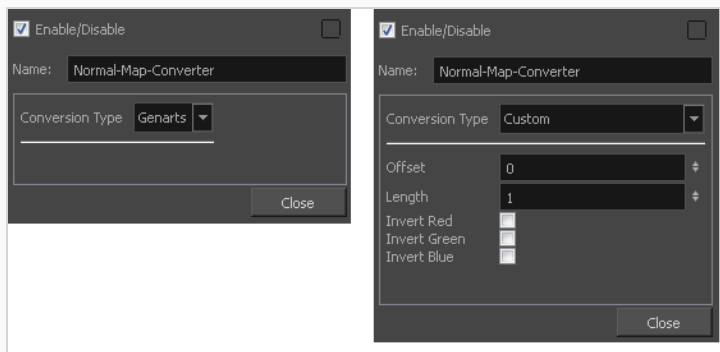 Enable/Disable
Name: Normal-Map-Converter
Conversion Type Genarts
Close
Enable/Disable
Name: Normal-Map-Converter
Conversion Type Custom
Offset 0
Length 1
Invert Red
Invert Green
Invert Blue
Close